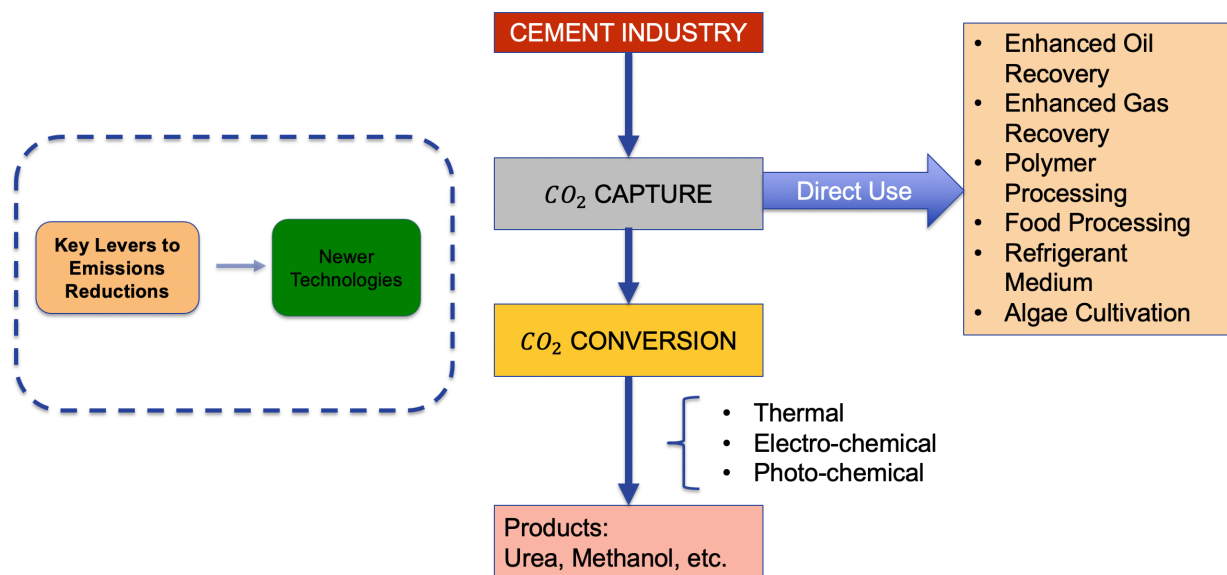 CEMENT INDUSTRY
Key Levers to
Emissions
Reductions
Newer
Technologies
CO₂ CAPTURE
Direct Use
• Enhanced Oil
Recovery
• Enhanced Gas
Recovery
• Polymer
Processing
• Food Processing
• Refrigerant
Medium
• Algae Cultivation
CO₂ CONVERSION
• Thermal
• Electro-chemical
• Photo-chemical
Products:
Urea, Methanol, etc.